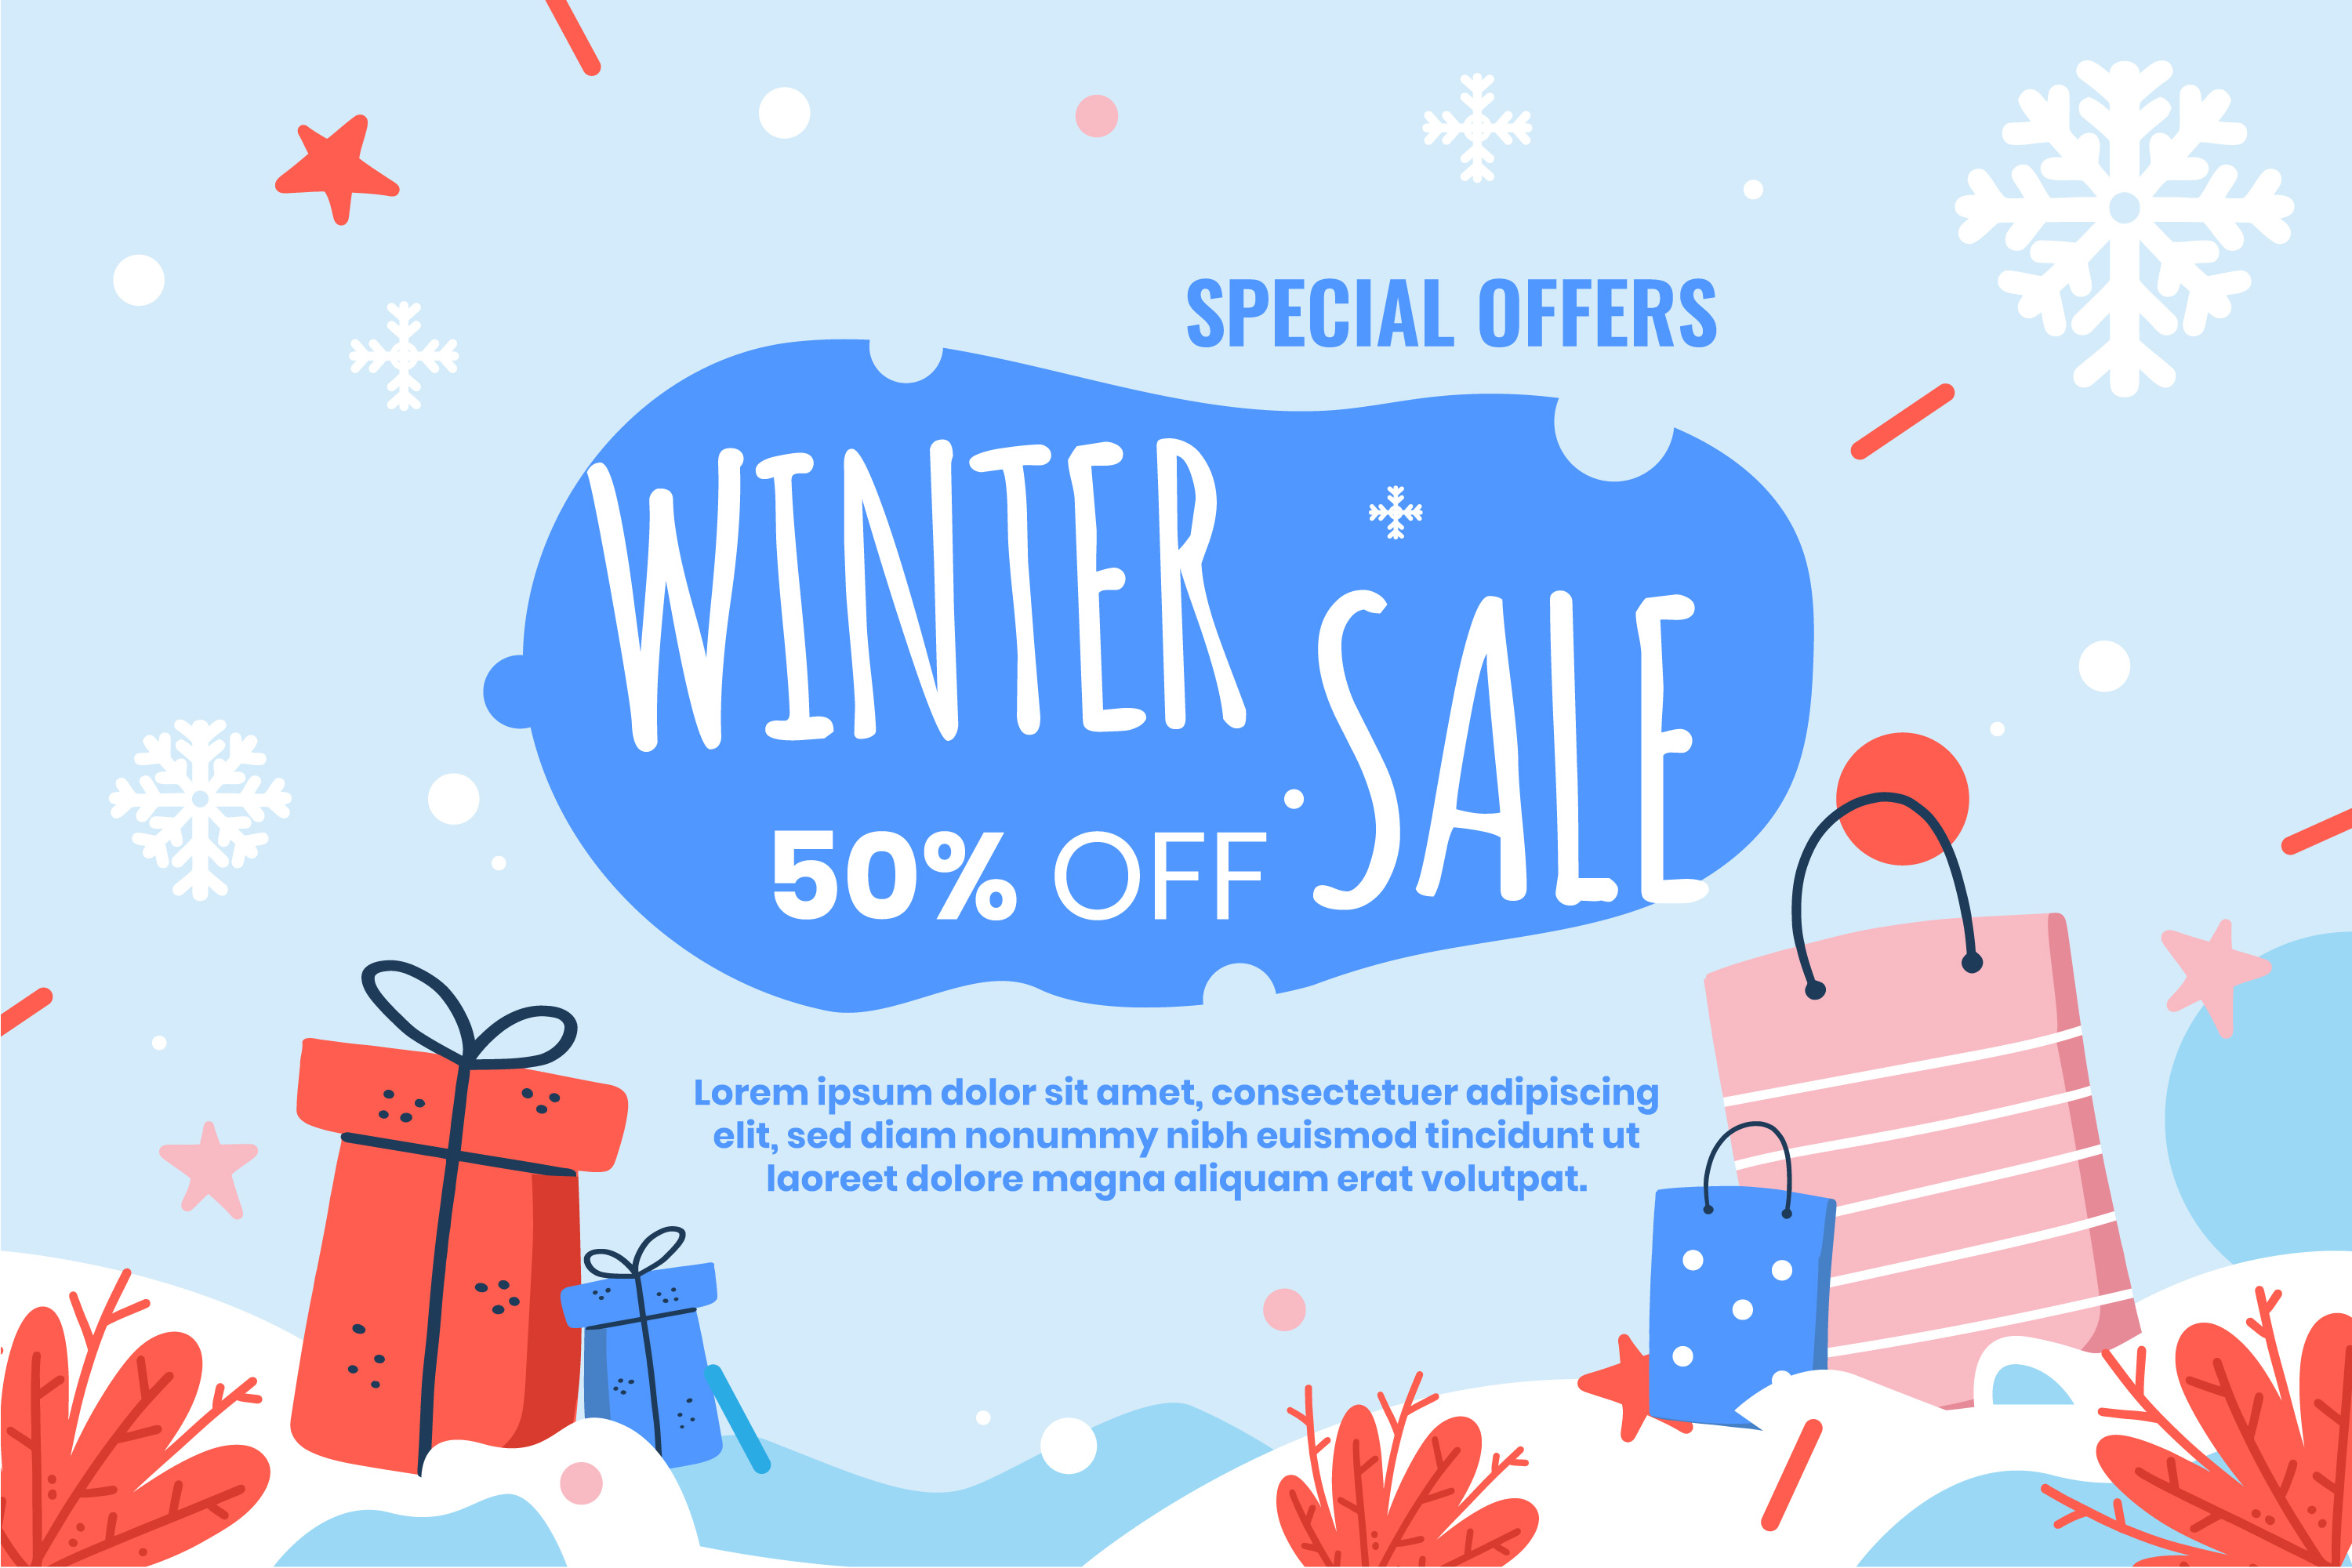 SPECIAL OFFERS
WINTER
SALE
50% OFF
Lorem ipsum dolor sit amet, consectetuer adipiscing
elit, sed diam nonummy nibh euismod tincidunt ut
laoreet dolore magna aliquam erat volutpat.